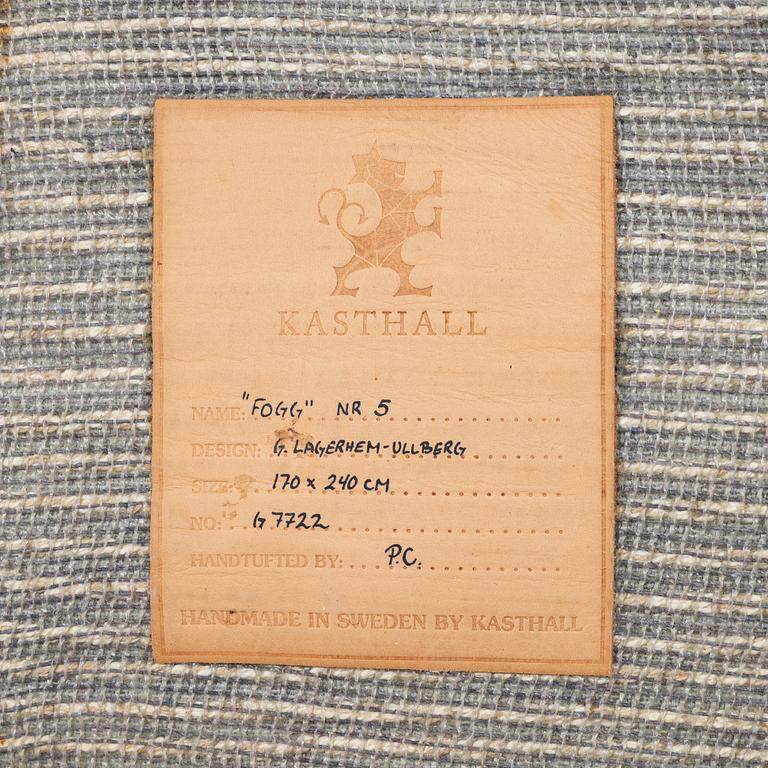 KASTHALL
NAME: "FOGG" NR 5
DESIGN: G. LAGERHEM-ULLBERG
SIZE: 170 x 240 CM
NO: G 7722
HANDTUFTED BY: P.C.
HANDMADE IN SWEDEN BY KASTHALL